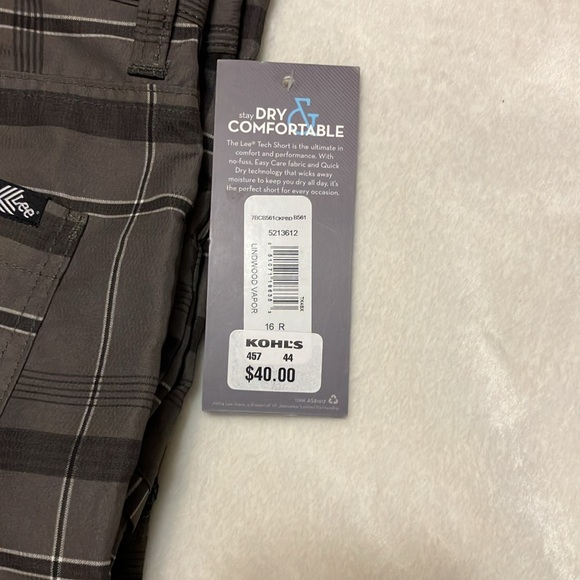 stay DRY &
COMFORTABLE
The Lee® Tech Short is the ultimate in
comfort and performance. With
no-fuss, Easy Care fabric and Quick
Dry technology that wicks away
moisture to keep you dry all day, it's
the perfect short for every occasion.
5213612
LINDWOOD VAPOR
16 R
KOHL'S
457 44
$40.00
Lee®